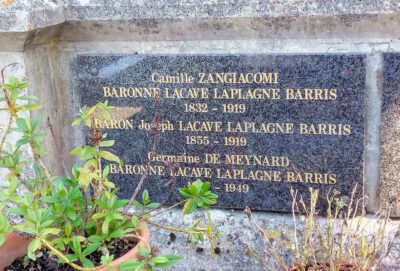 Camille ZANGIACOMI
BARONNE LACAVE LAPLAGNE BARRIS
1832 - 1919
BARON Joseph LACAVE LAPLAGNE BARRIS
1855 - 1919
Germaine DE MEYNARD
BARONNE LACAVE LAPLAGNE BARRIS
- 1949